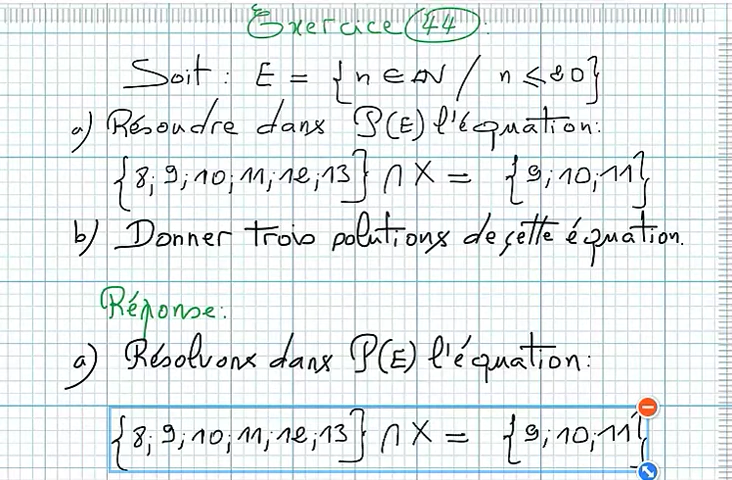 Exercice 44 :
Soit : E = {n ∈ ℕ / n ⩽ 20}
a) Résoudre dans P(E) l'équation:
{8; 9; 10; 11; 12; 13} ∩ X = {9; 10; 11}
b) Donner trois solutions de cette équation.
Réponse:
a) Résolvons dans P(E) l'équation:
{8; 9; 10; 11; 12; 13} ∩ X = {9; 10; 11}